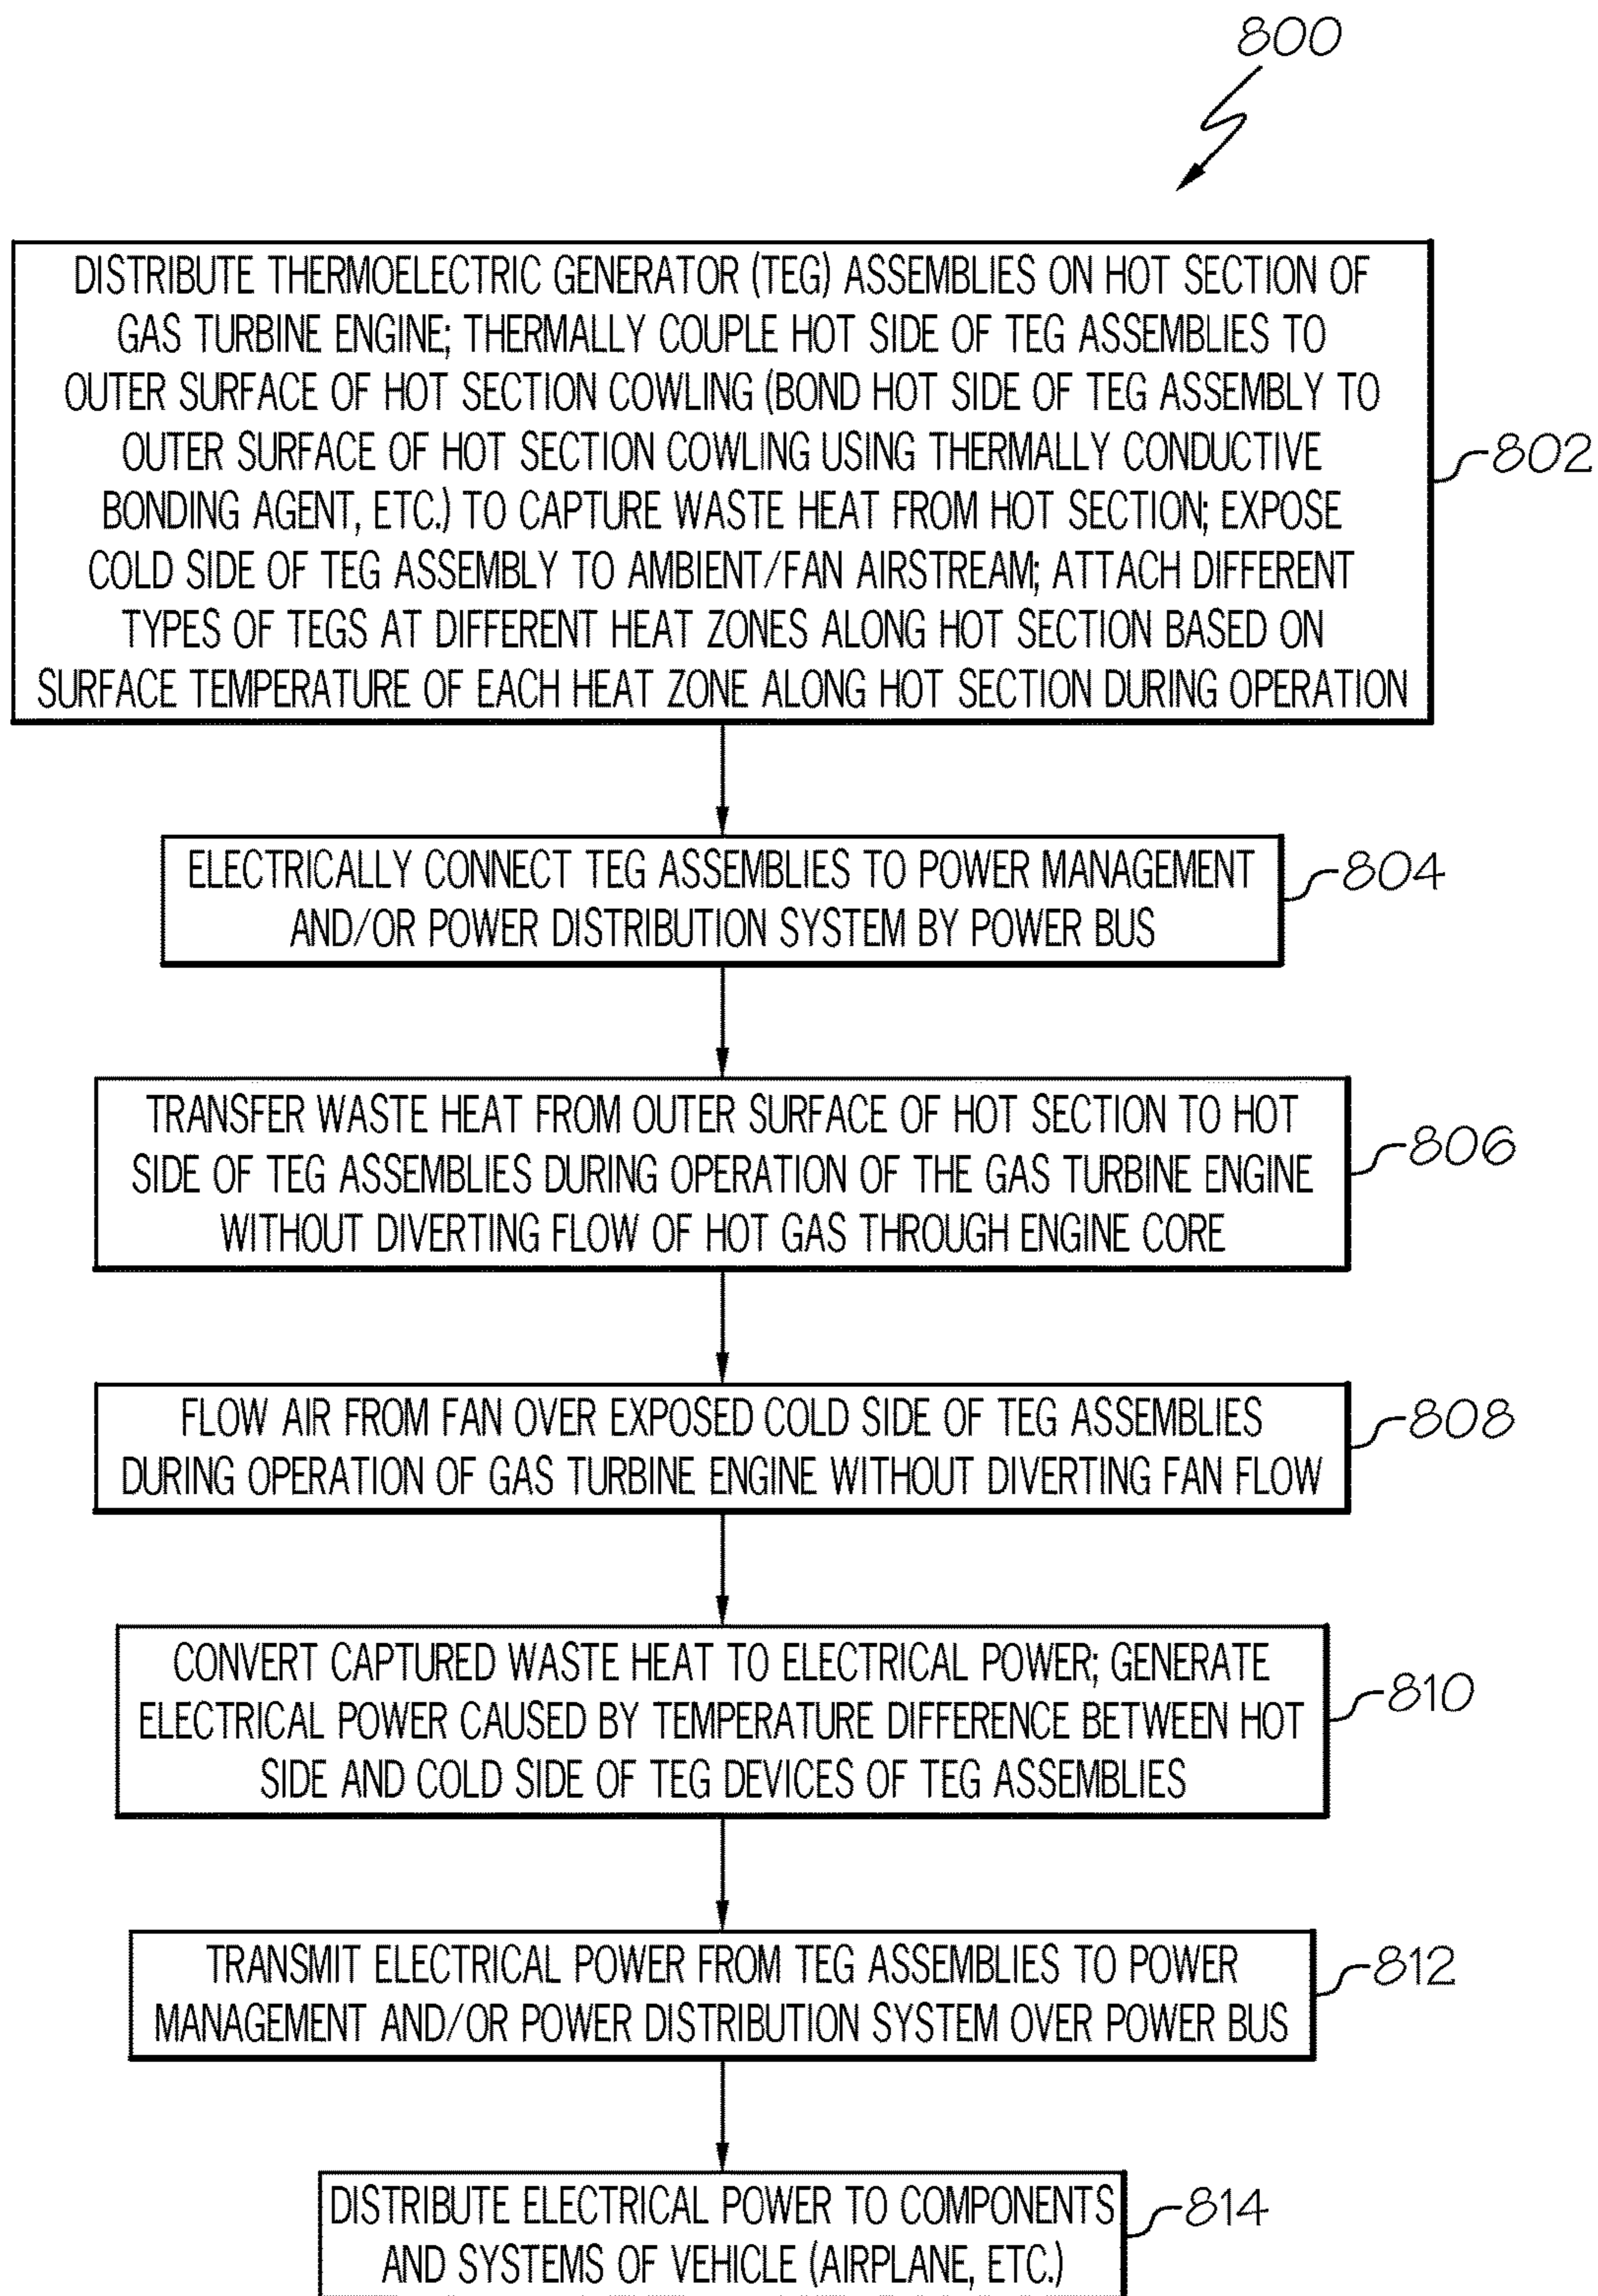 800
DISTRIBUTE THERMOELECTRIC GENERATOR (TEG) ASSEMBLIES ON HOT SECTION OF
GAS TURBINE ENGINE; THERMALLY COUPLE HOT SIDE OF TEG ASSEMBLIES TO
OUTER SURFACE OF HOT SECTION COWLING (BOND HOT SIDE OF TEG ASSEMBLY TO
OUTER SURFACE OF HOT SECTION COWLING USING THERMALLY CONDUCTIVE
BONDING AGENT, ETC.) TO CAPTURE WASTE HEAT FROM HOT SECTION; EXPOSE
COLD SIDE OF TEG ASSEMBLY TO AMBIENT/FAN AIRSTREAM; ATTACH DIFFERENT
TYPES OF TEGS AT DIFFERENT HEAT ZONES ALONG HOT SECTION BASED ON
SURFACE TEMPERATURE OF EACH HEAT ZONE ALONG HOT SECTION DURING OPERATION
802
ELECTRICALLY CONNECT TEG ASSEMBLIES TO POWER MANAGEMENT
AND/OR POWER DISTRIBUTION SYSTEM BY POWER BUS
804
TRANSFER WASTE HEAT FROM OUTER SURFACE OF HOT SECTION TO HOT
SIDE OF TEG ASSEMBLIES DURING OPERATION OF THE GAS TURBINE ENGINE
WITHOUT DIVERTING FLOW OF HOT GAS THROUGH ENGINE CORE
806
FLOW AIR FROM FAN OVER EXPOSED COLD SIDE OF TEG ASSEMBLIES
DURING OPERATION OF GAS TURBINE ENGINE WITHOUT DIVERTING FAN FLOW
808
CONVERT CAPTURED WASTE HEAT TO ELECTRICAL POWER; GENERATE
ELECTRICAL POWER CAUSED BY TEMPERATURE DIFFERENCE BETWEEN HOT
SIDE AND COLD SIDE OF TEG DEVICES OF TEG ASSEMBLIES
810
TRANSMIT ELECTRICAL POWER FROM TEG ASSEMBLIES TO POWER
MANAGEMENT AND/OR POWER DISTRIBUTION SYSTEM OVER POWER BUS
812
DISTRIBUTE ELECTRICAL POWER TO COMPONENTS
AND SYSTEMS OF VEHICLE (AIRPLANE, ETC.)
814